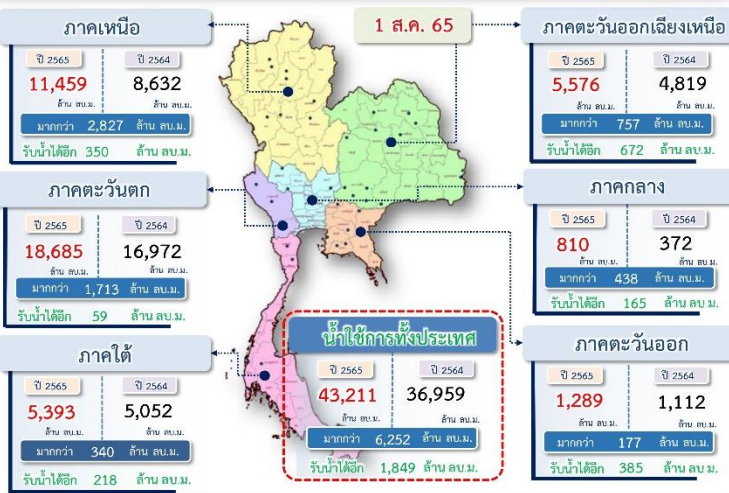 ภาคเหนือ
ปี 2565 ปี 2564
11,459 8,632
ล้าน ลบ.ม. ล้าน ลบ.ม.
มากกว่า 2,827 ล้าน ลบ.ม.
รับน้ำได้อีก 350 ล้าน ลบ.ม.
1 ส.ค. 65
ภาคตะวันออกเฉียงเหนือ
ปี 2565 ปี 2564
5,576 4,819
ล้าน ลบ.ม. ล้าน ลบ.ม.
มากกว่า 757 ล้าน ลบ.ม.
รับน้ำได้อีก 672 ล้าน ลบ.ม.
ภาคตะวันตก
ปี 2565 ปี 2564
18,685 16,972
ล้าน ลบ.ม. ล้าน ลบ.ม.
มากกว่า 1,713 ล้าน ลบ.ม.
รับน้ำได้อีก 59 ล้าน ลบ.ม.
ภาคกลาง
ปี 2565 ปี 2564
810 372
ล้าน ลบ.ม. ล้าน ลบ.ม.
มากกว่า 438 ล้าน ลบ.ม.
รับน้ำได้อีก 165 ล้าน ลบ.ม.
ภาคใต้
ปี 2565 ปี 2564
5,393 5,052
ล้าน ลบ.ม. ล้าน ลบ.ม.
มากกว่า 340 ล้าน ลบ.ม.
รับน้ำได้อีก 218 ล้าน ลบ.ม.
น้ำใช้การทั้งประเทศ
ปี 2565 ปี 2564
43,211 36,959
ล้าน ลบ.ม. ล้าน ลบ.ม.
มากกว่า 6,252 ล้าน ลบ.ม.
รับน้ำได้อีก 1,849 ล้าน ลบ.ม.
ภาคตะวันออก
ปี 2565 ปี 2564
1,289 1,112
ล้าน ลบ.ม. ล้าน ลบ.ม.
มากกว่า 177 ล้าน ลบ.ม.
รับน้ำได้อีก 385 ล้าน ลบ.ม.